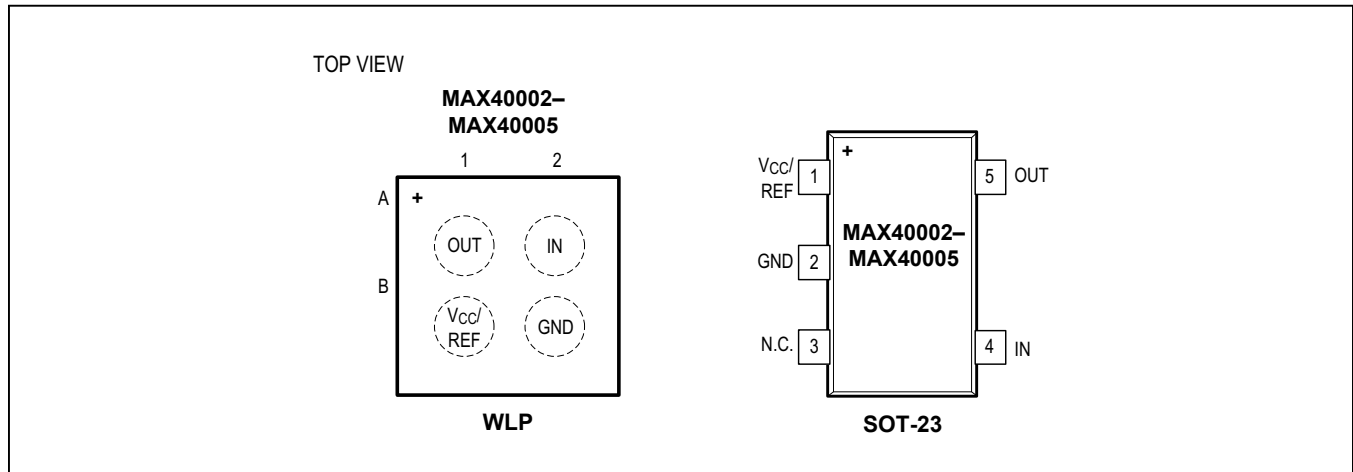 TOP VIEW
MAX40002–
MAX40005
1 2
A +
OUT IN
B
VCC/
REF
GND
WLP
+
VCC/
REF
1
5 OUT
MAX40002–
MAX40005
GND 2
N.C. 3
4 IN
SOT-23